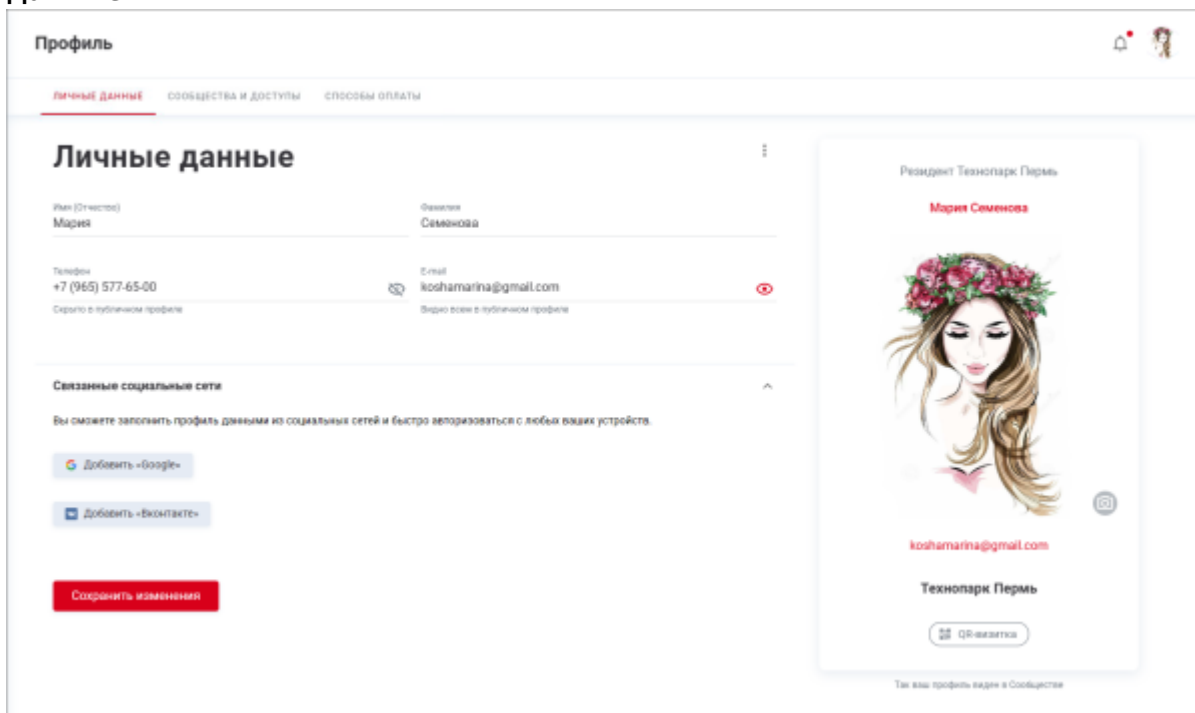 Профиль
ЛИЧНЫЕ ДАННЫЕ СООБЩЕСТВА И ДОСТУПЫ СПОСОБЫ ОПЛАТЫ
Личные данные
Имя (Отчество) Фамилия
Мария Семенова
Телефон E-mail
+7 (965) 577-65-00 koshamarina@gmail.com
Скрыто в публичном профиле Видно всем в публичном профиле
Связанные социальные сети
Вы сможете заполнить профиль данными из социальных сетей и быстро авторизоваться с любых ваших устройств.
Добавить «Google»
Добавить «Вконтакте»
Сохранить изменения
Резидент Технопарк Пермь
Мария Семенова
koshamarina@gmail.com
Технопарк Пермь
QR-визитка
Так ваш профиль виден в Сообществе